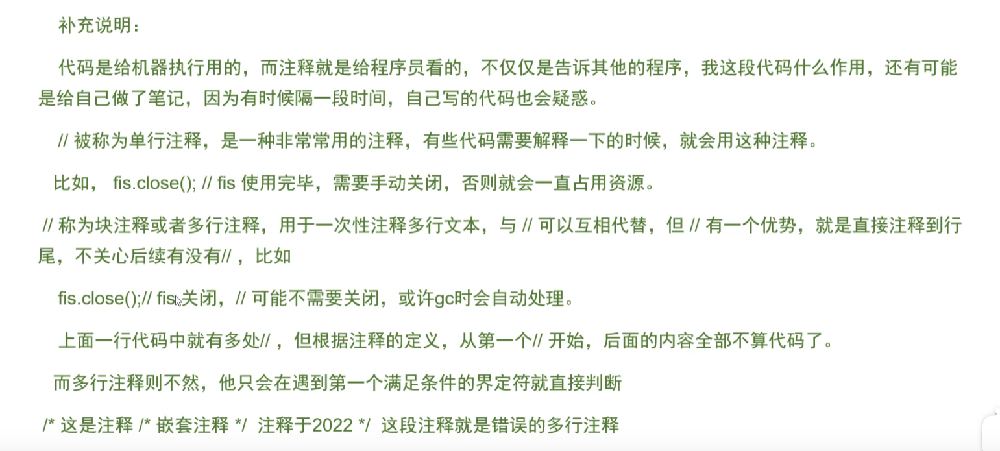 补充说明：
代码是给机器执行用的，而注释就是给程序员看的，不仅仅是告诉其他的程序，我这段代码什么作用，还有可能
是给自己做了笔记，因为有时候隔一段时间，自己写的代码也会疑惑。
// 被称为单行注释，是一种非常常用的注释，有些代码需要解释一下的时候，就会用这种注释。
比如， fis.close(); // fis 使用完毕，需要手动关闭，否则就会一直占用资源。
// 称为块注释或者多行注释，用于一次性注释多行文本，与 // 可以互相代替，但 // 有一个优势，就是直接注释到行
尾，不关心后续有没有// ，比如
fis.close();// fis 关闭，// 可能不需要关闭，或许gc时会自动处理。
上面一行代码中就有多处// ，但根据注释的定义，从第一个// 开始，后面的内容全部不算代码了。
而多行注释则不然，他只会在遇到第一个满足条件的界定符就直接判断
/* 这是注释 /* 嵌套注释 */ 注释于2022 */ 这段注释就是错误的多行注释